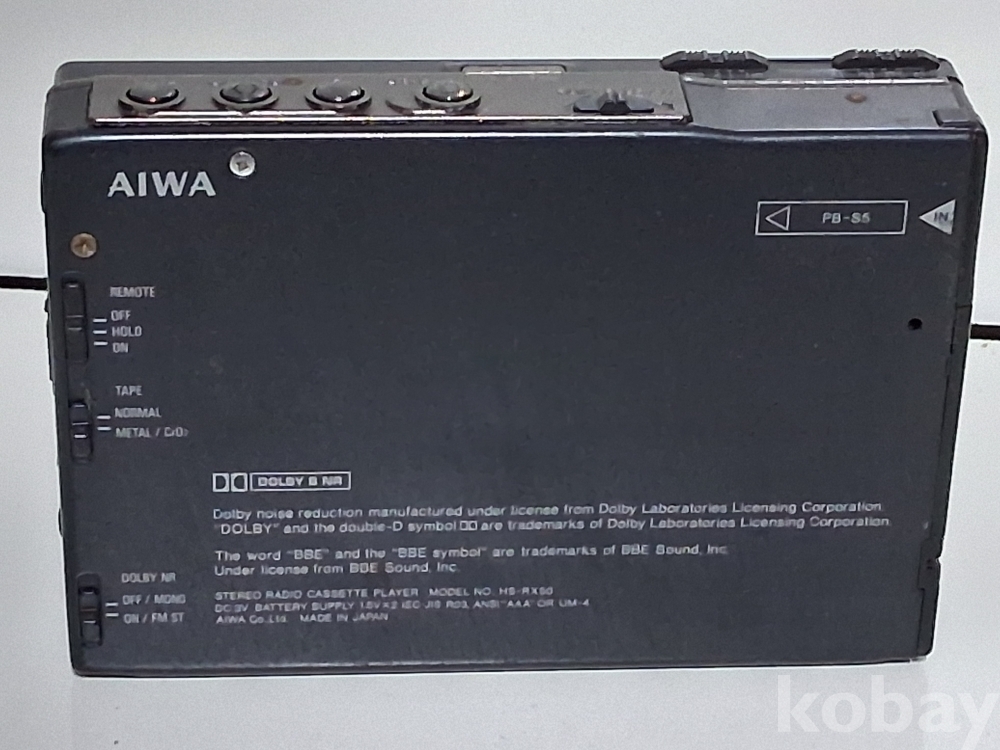 AIWA
PB-S5
IN
REMOTE
OFF
HOLD
ON
TAPE
NORMAL
METAL / CrO₂
DOLBY B NR
Dolby noise reduction manufactured under license from Dolby Laboratories Licensing Corporation.
"DOLBY" and the double-D symbol are trademarks of Dolby Laboratories Licensing Corporation.
The word "BBE" and the "BBE symbol" are trademarks of BBE Sound, Inc.
Under license from BBE Sound, Inc.
DOLBY NR
OFF / MONO
ON / FM ST
STEREO RADIO CASSETTE PLAYER MODEL NO. HS-RX50
DC 3V BATTERY SUPPLY 1.5V×2 IEC JIS R03, ANSI "AAA" OR UM-4
AIWA Co., Ltd. MADE IN JAPAN
kobay